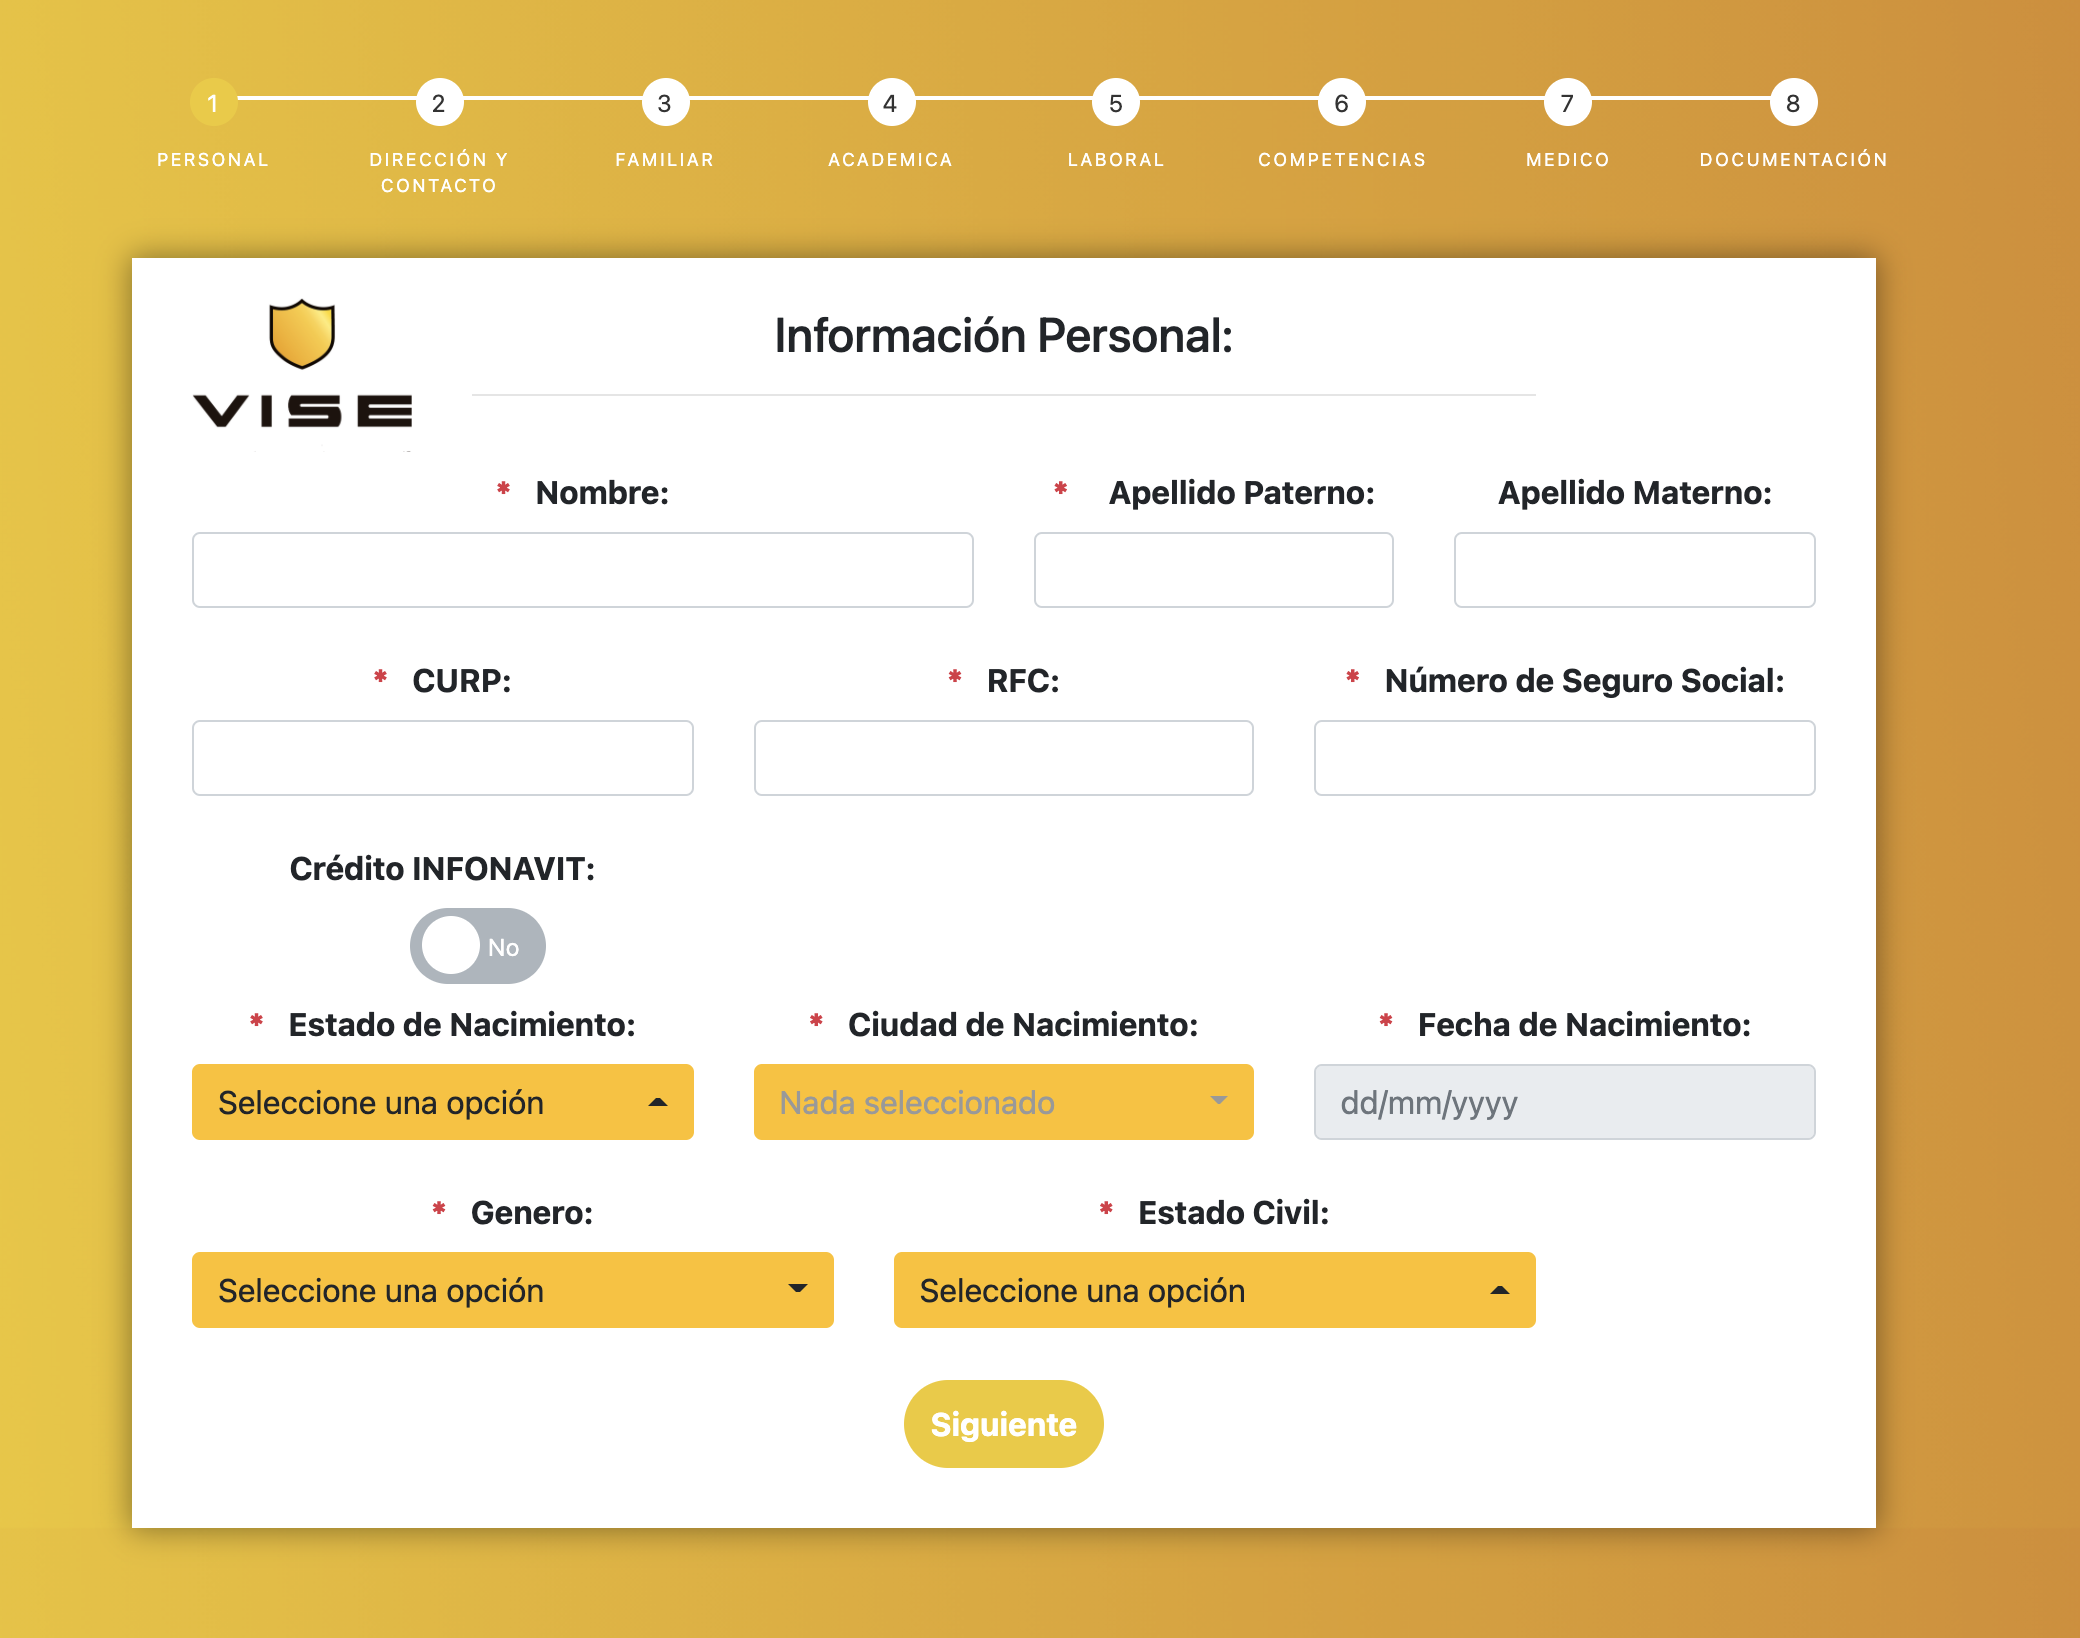 1 2 3 4 5 6 7 8
PERSONAL DIRECCIÓN Y FAMILIAR ACADEMICA LABORAL COMPETENCIAS MEDICO DOCUMENTACIÓN
CONTACTO
VISE
Información Personal:
* Nombre: * Apellido Paterno: Apellido Materno:
* CURP: * RFC: * Número de Seguro Social:
Crédito INFONAVIT:
No
* Estado de Nacimiento: * Ciudad de Nacimiento: * Fecha de Nacimiento:
Seleccione una opción Nada seleccionado dd/mm/yyyy
* Genero: * Estado Civil:
Seleccione una opción Seleccione una opción
Siguiente